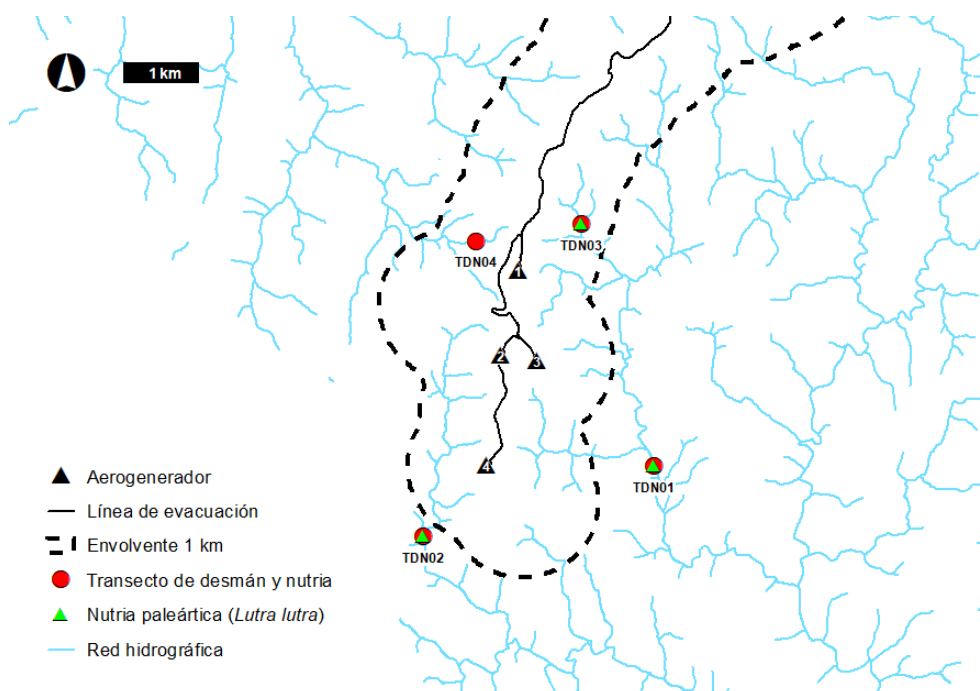 1 km
TDN04
TDN03
1
2
3
4
TDN01
TDN02
Aerogenerador
Línea de evacuación
Envolvente 1 km
Transecto de desmán y nutria
Nutria paleártica (Lutra lutra)
Red hidrográfica